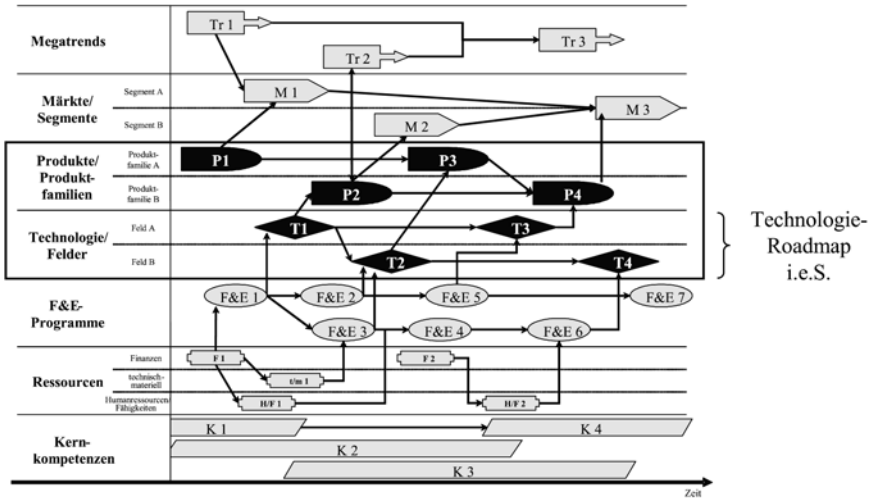 Megatrends
Tr 1
Tr 2
Tr 3
Märkte/
Segmente
Segment A
Segment B
M 1
M 2
M 3
Produkte/
Produkt-
familien
Produkt-
familie A
Produkt-
familie B
P1
P3
P2
P4
Technologie/
Felder
Feld A
Feld B
T1
T3
T2
T4
Technologie-
Roadmap
i.e.S.
F&E-
Programme
F&E 1
F&E 2
F&E 5
F&E 7
F&E 3
F&E 4
F&E 6
Ressourcen
Finanzen
technisch-
materiell
Humanressourcen
Fähigkeiten
F 1
F 2
t/m 1
H/F 1
H/F 2
Kern-
kompetenzen
K 1
K 4
K 2
K 3
Zeit